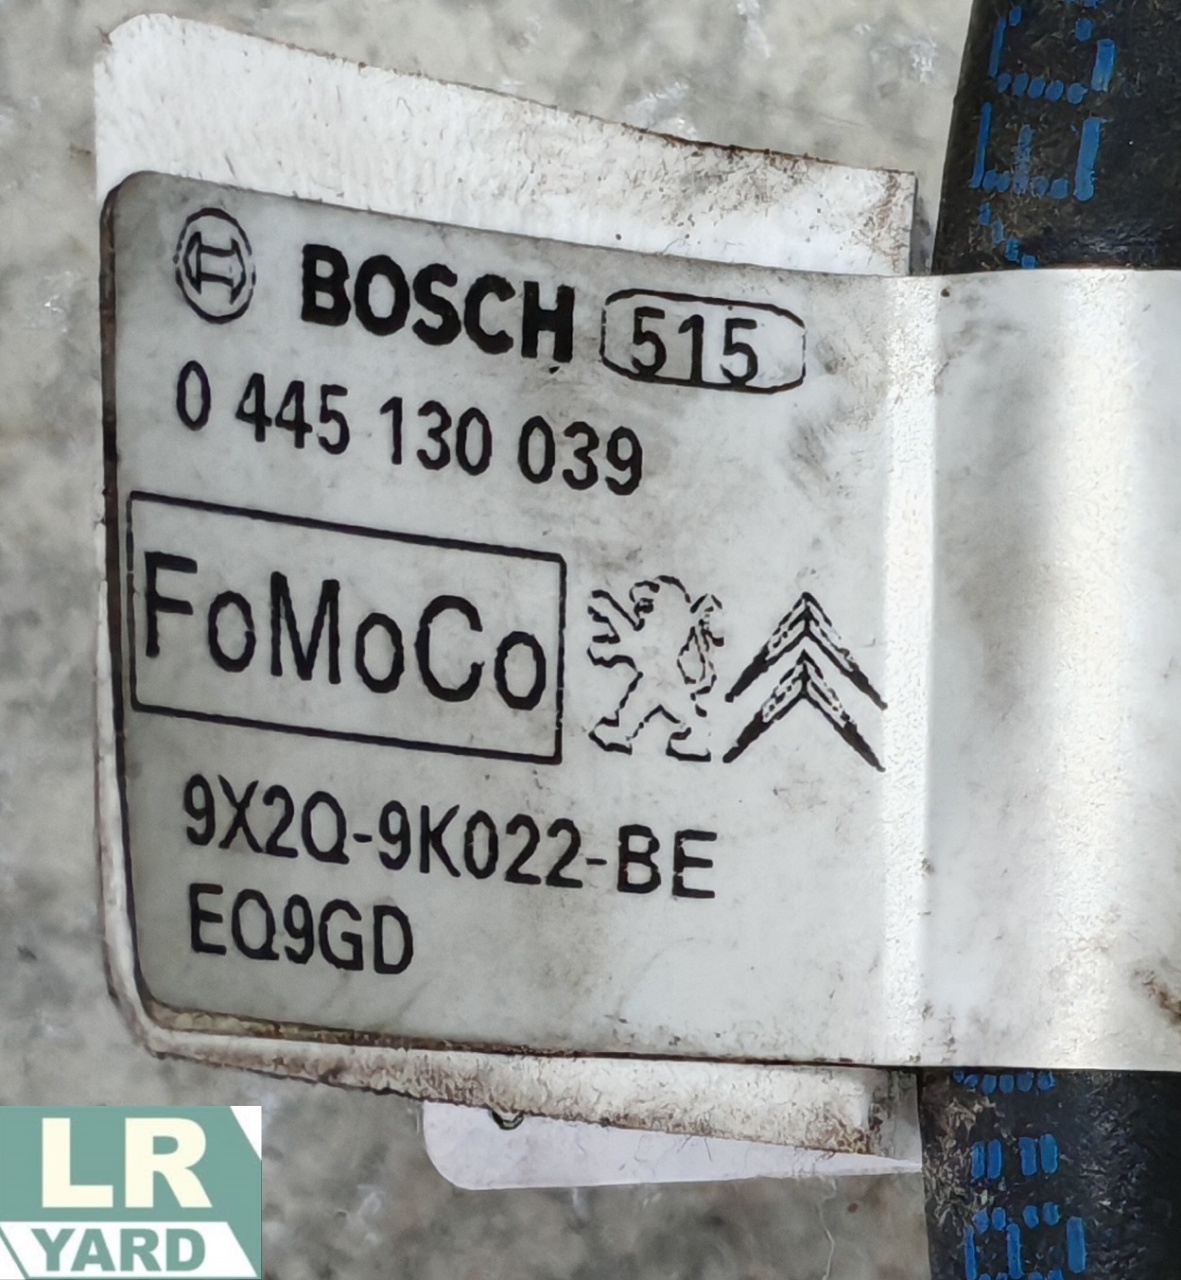 BOSCH 515
0 445 130 039
FoMoCo
9X2Q-9K022-BE
EQ9GD
LR
YARD